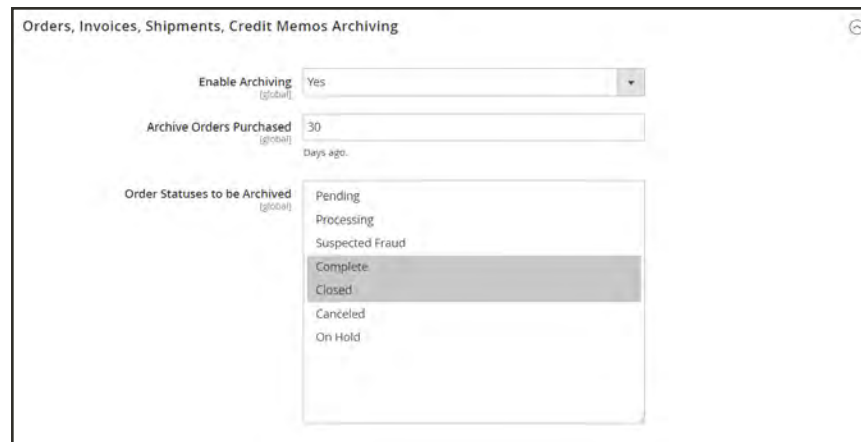 Orders, Invoices, Shipments, Credit Memos Archiving
Enable Archiving Yes
[global]
Archive Orders Purchased 30
[global]
Days ago.
Order Statuses to be Archived
[global]
Pending
Processing
Suspected Fraud
Complete
Closed
Canceled
On Hold